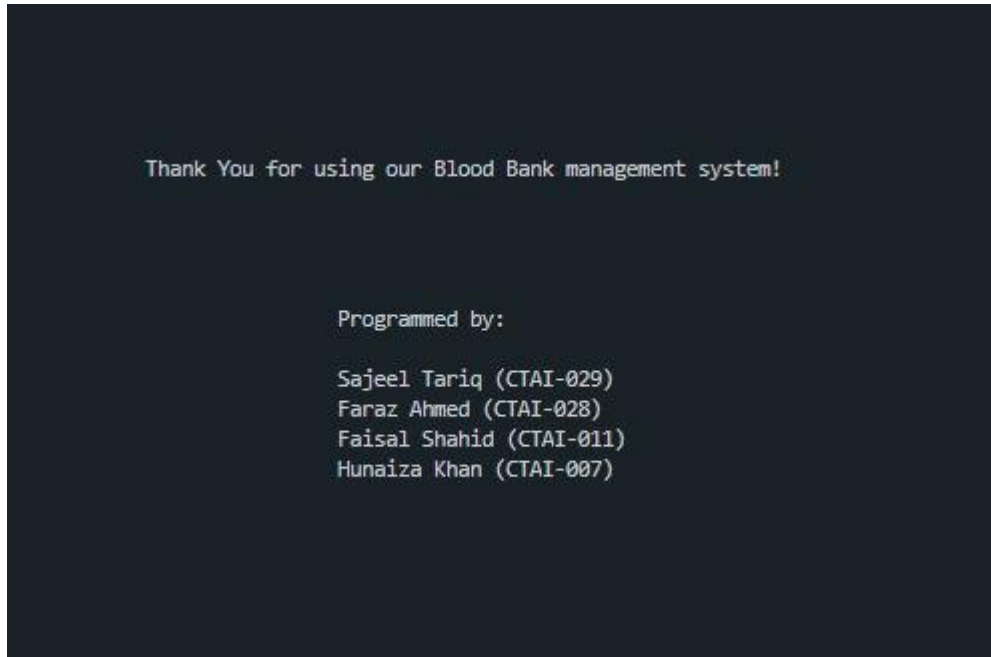 Thank You for using our Blood Bank management system!
Programmed by:
Sajeel Tariq (CTAI-029)
Faraz Ahmed (CTAI-028)
Faisal Shahid (CTAI-011)
Hunaiza Khan (CTAI-007)